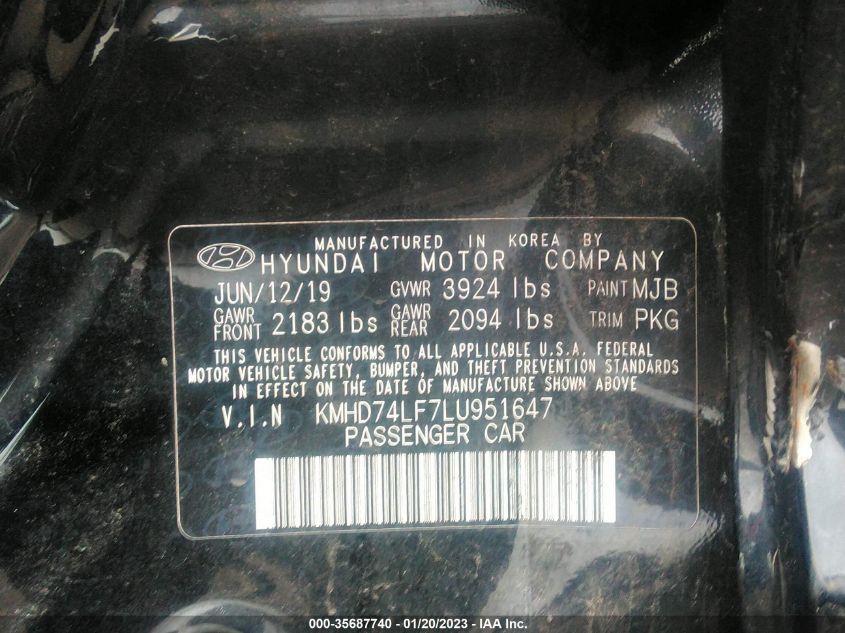 MANUFACTURED IN KOREA BY
HYUNDAI MOTOR COMPANY
JUN/12/19 GVWR 3924 lbs PAINT MJB
GAWR FRONT 2183 lbs GAWR REAR 2094 lbs TRIM PKG
THIS VEHICLE CONFORMS TO ALL APPLICABLE U.S.A. FEDERAL
MOTOR VEHICLE SAFETY, BUMPER, AND THEFT PREVENTION STANDARDS
IN EFFECT ON THE DATE OF MANUFACTURE SHOWN ABOVE
V.I.N KMHD74LF7LU951647
PASSENGER CAR
000-35687740 - 01/20/2023 - IAA Inc.